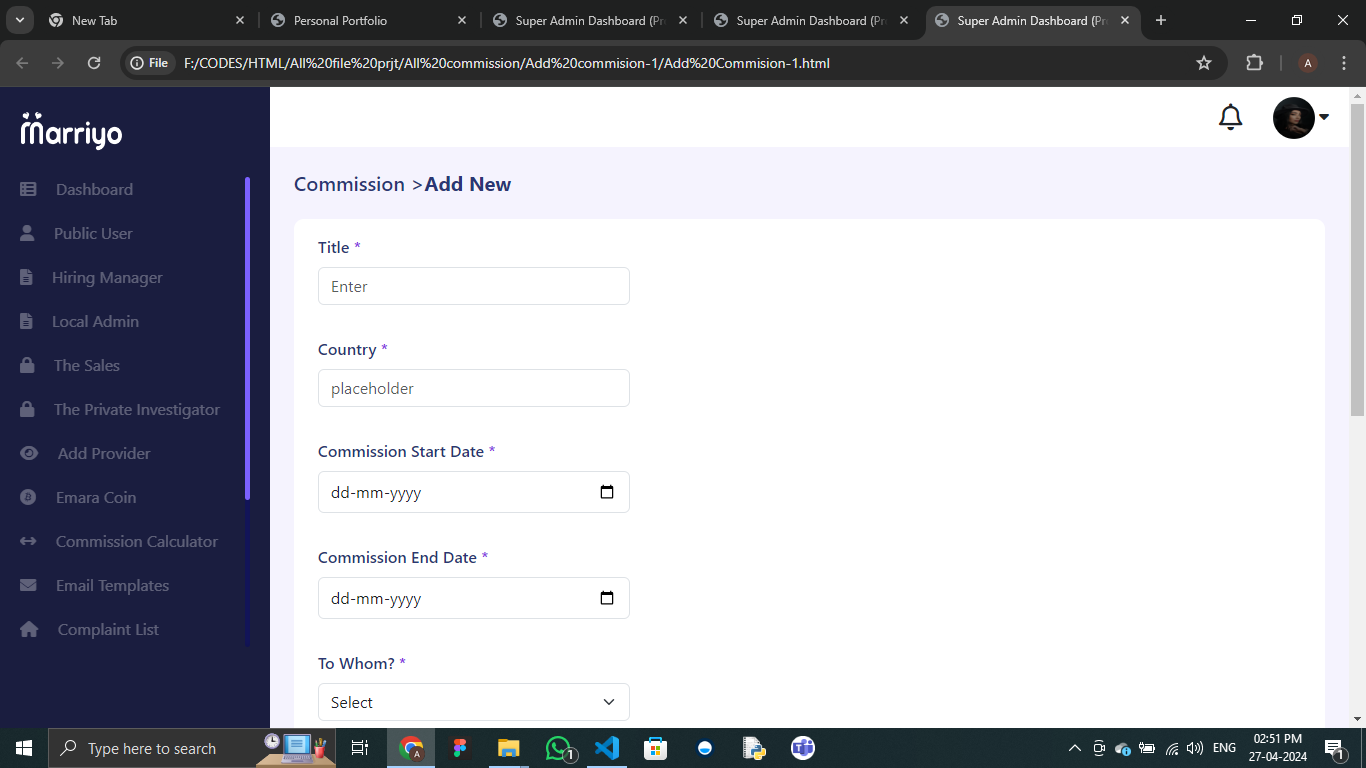 New Tab
Personal Portfolio
Super Admin Dashboard (Pr
Super Admin Dashboard (Pr
Super Admin Dashboard (Pr
File
F:/CODES/HTML/All%20file%20prjt/All%20commission/Add%20commision-1/Add%20Commision-1.html
A
Marriyo
Dashboard
Public User
Hiring Manager
Local Admin
The Sales
The Private Investigator
Add Provider
Emara Coin
Commission Calculator
Email Templates
Complaint List
Commission >Add New
Title *
Enter
Country *
placeholder
Commission Start Date *
dd-mm-yyyy
Commission End Date *
dd-mm-yyyy
To Whom? *
Select
Type here to search
A
1
ENG
02:51 PM
27-04-2024
1